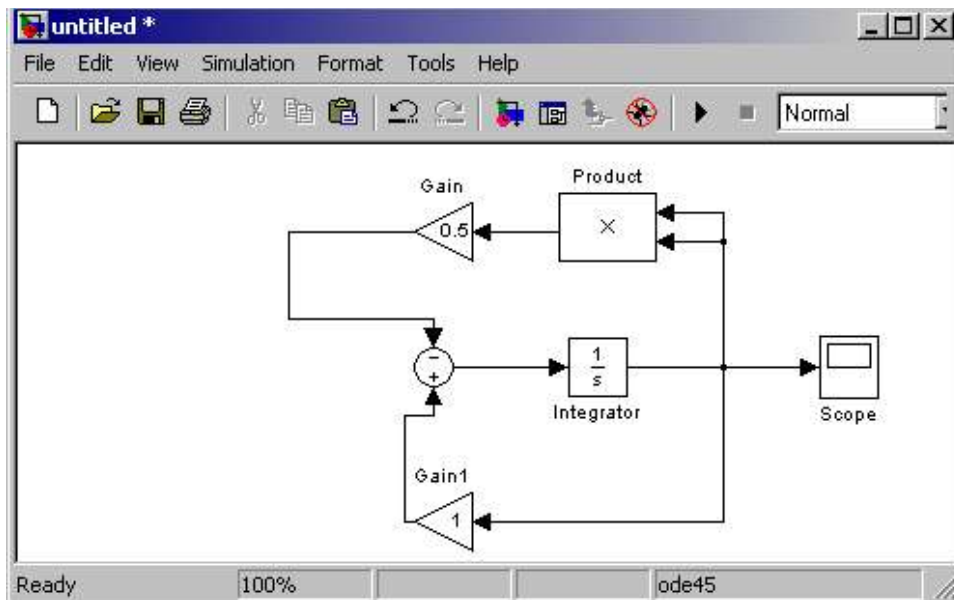 untitled *
File Edit View Simulation Format Tools Help
Normal
Product
Gain
0.5
×
−
+
1
s
Integrator
Scope
Gain1
1
Ready 100% ode45